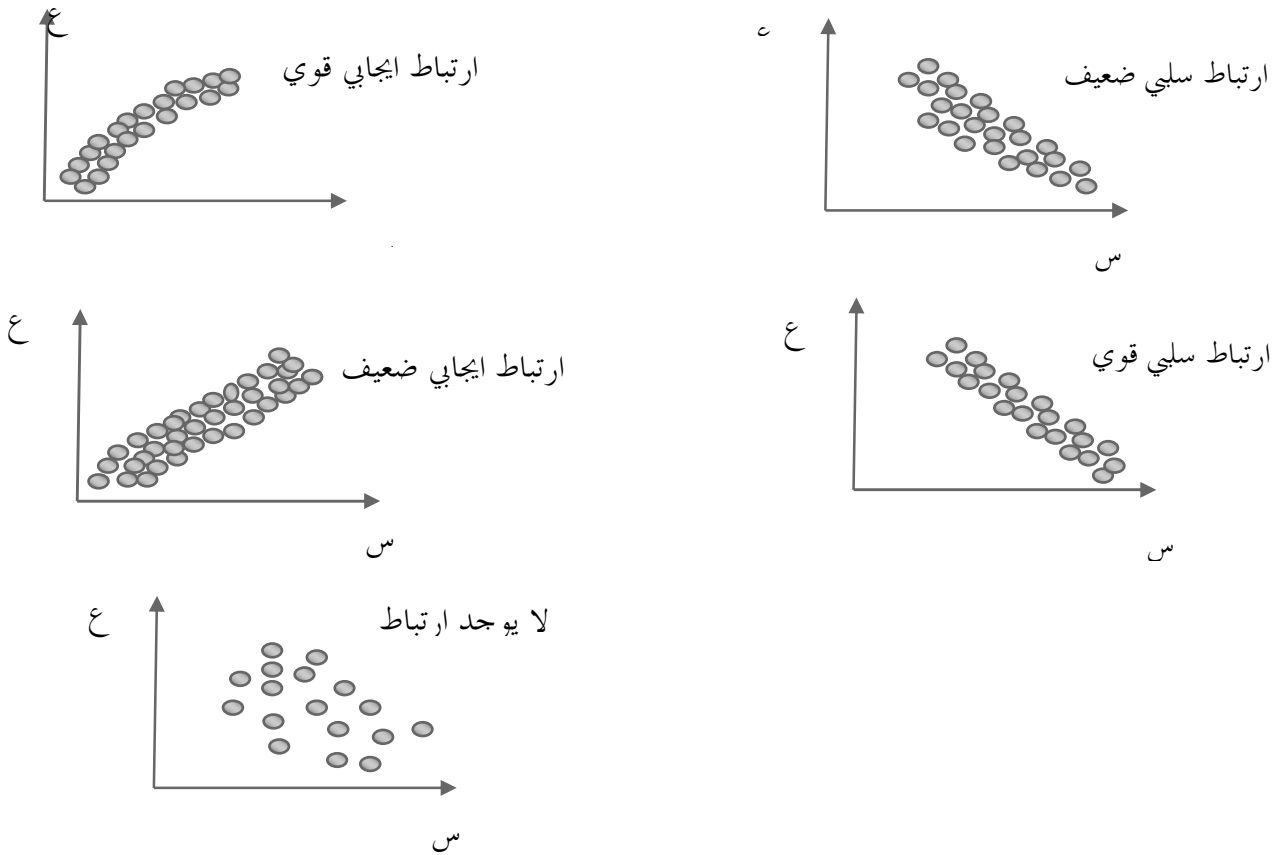 ع
ارتباط ايجابي قوي
ارتباط سلبي ضعيف
س
ع
ارتباط ايجابي ضعيف
س
ع
ارتباط سلبي قوي
س
ع
لا يوجد ارتباط
س